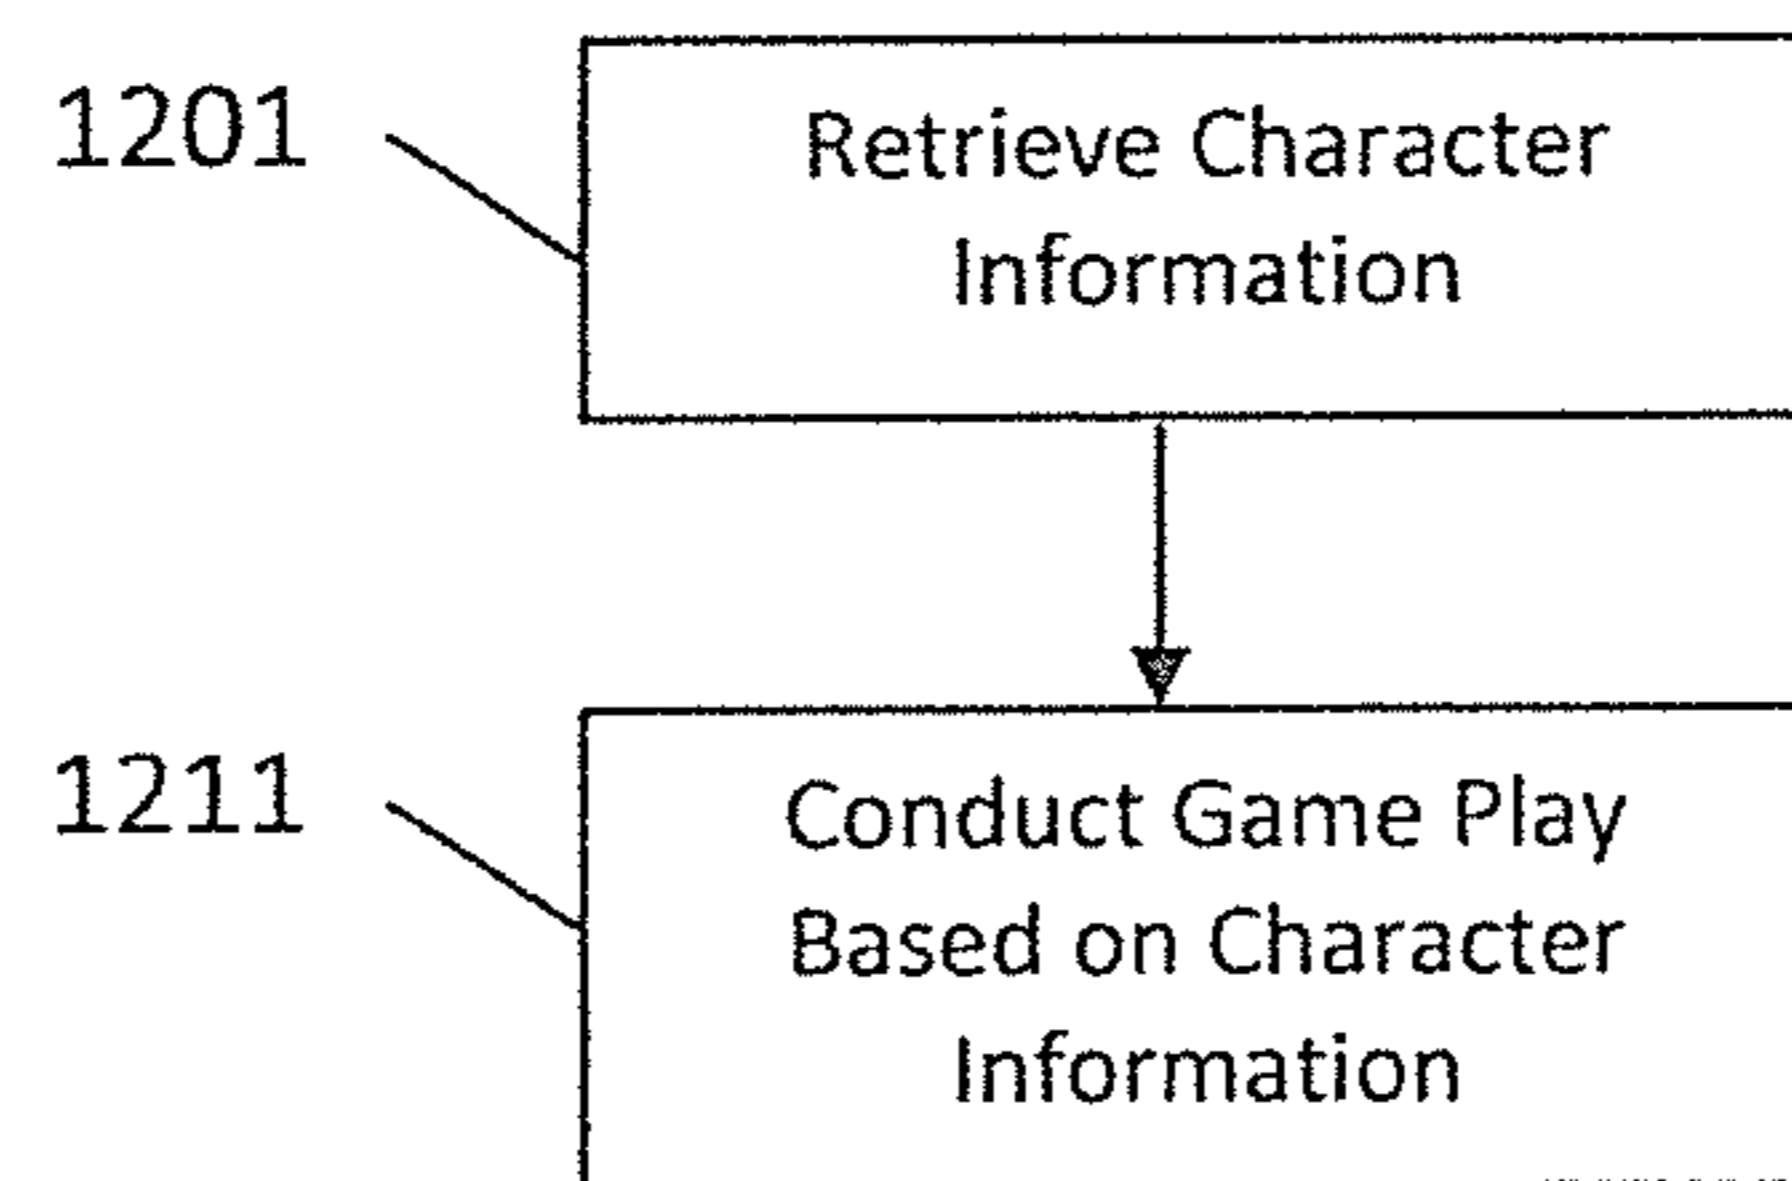 1201
Retrieve Character
Information
1211
Conduct Game Play
Based on Character
Information